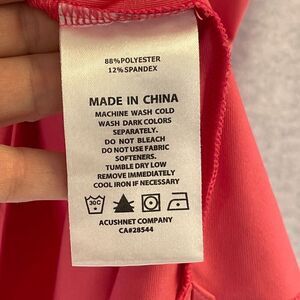 88%POLYESTER
12%SPANDEX
MADE IN CHINA
MACHINE WASH COLD
WASH DARK COLORS
SEPARATELY.
DO NOT BLEACH
DO NOT USE FABRIC
SOFTENERS.
TUMBLE DRY LOW
REMOVE IMMEDIATELY
COOL IRON IF NECESSARY
30C
ACUSHNET COMPANY
CA#28544